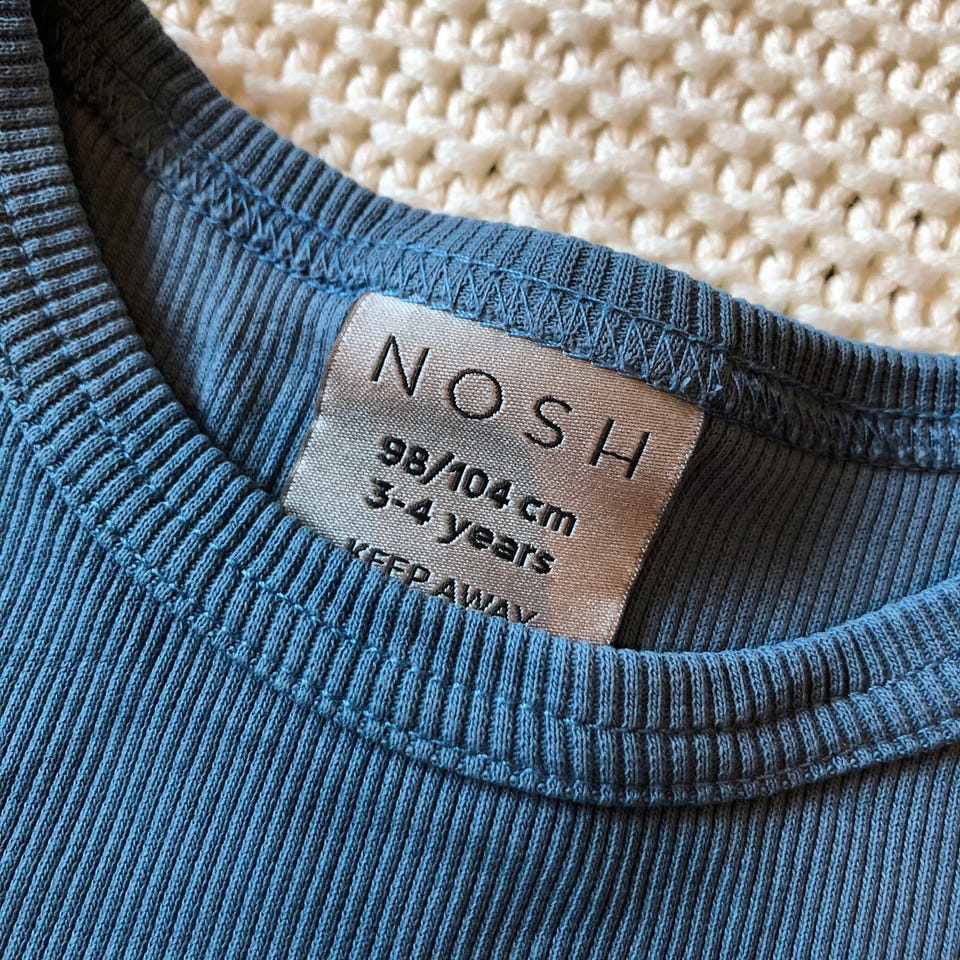 NOSH
98/104 cm
3-4 years
KEEP AWAY